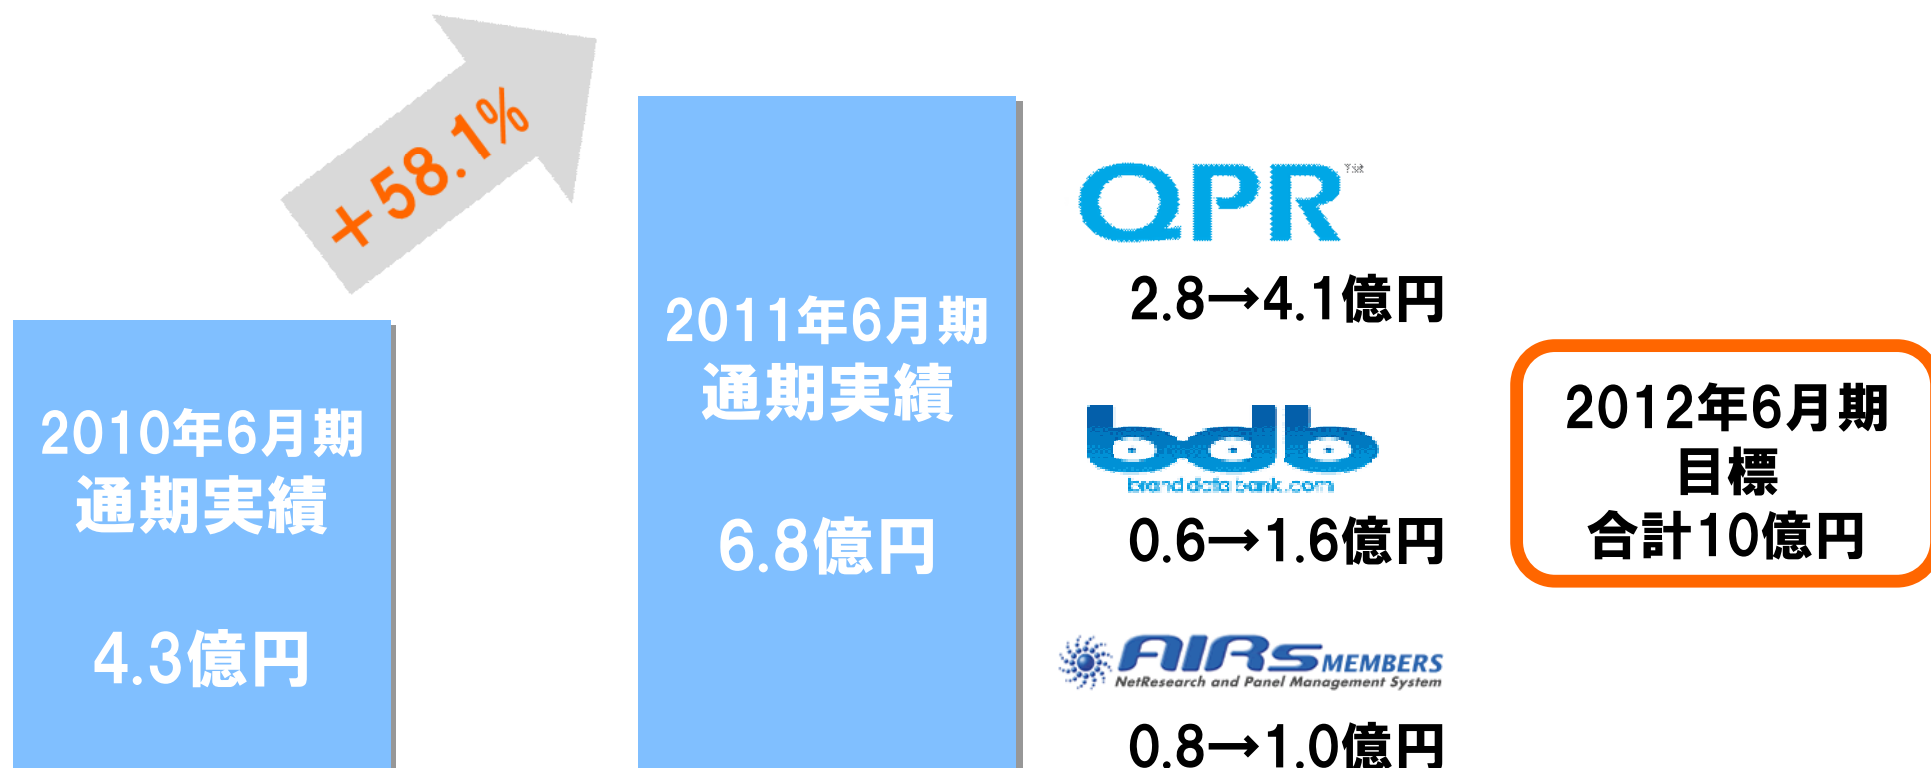 +58.1%
2010年6月期
通期実績
4.3億円
2011年6月期
通期実績
6.8億円
QPR™
2.8→4.1億円
bdb
brand data bank.com
0.6→1.6億円
AIRs MEMBERS
NetResearch and Panel Management System
0.8→1.0億円
2012年6月期
目標
合計10億円